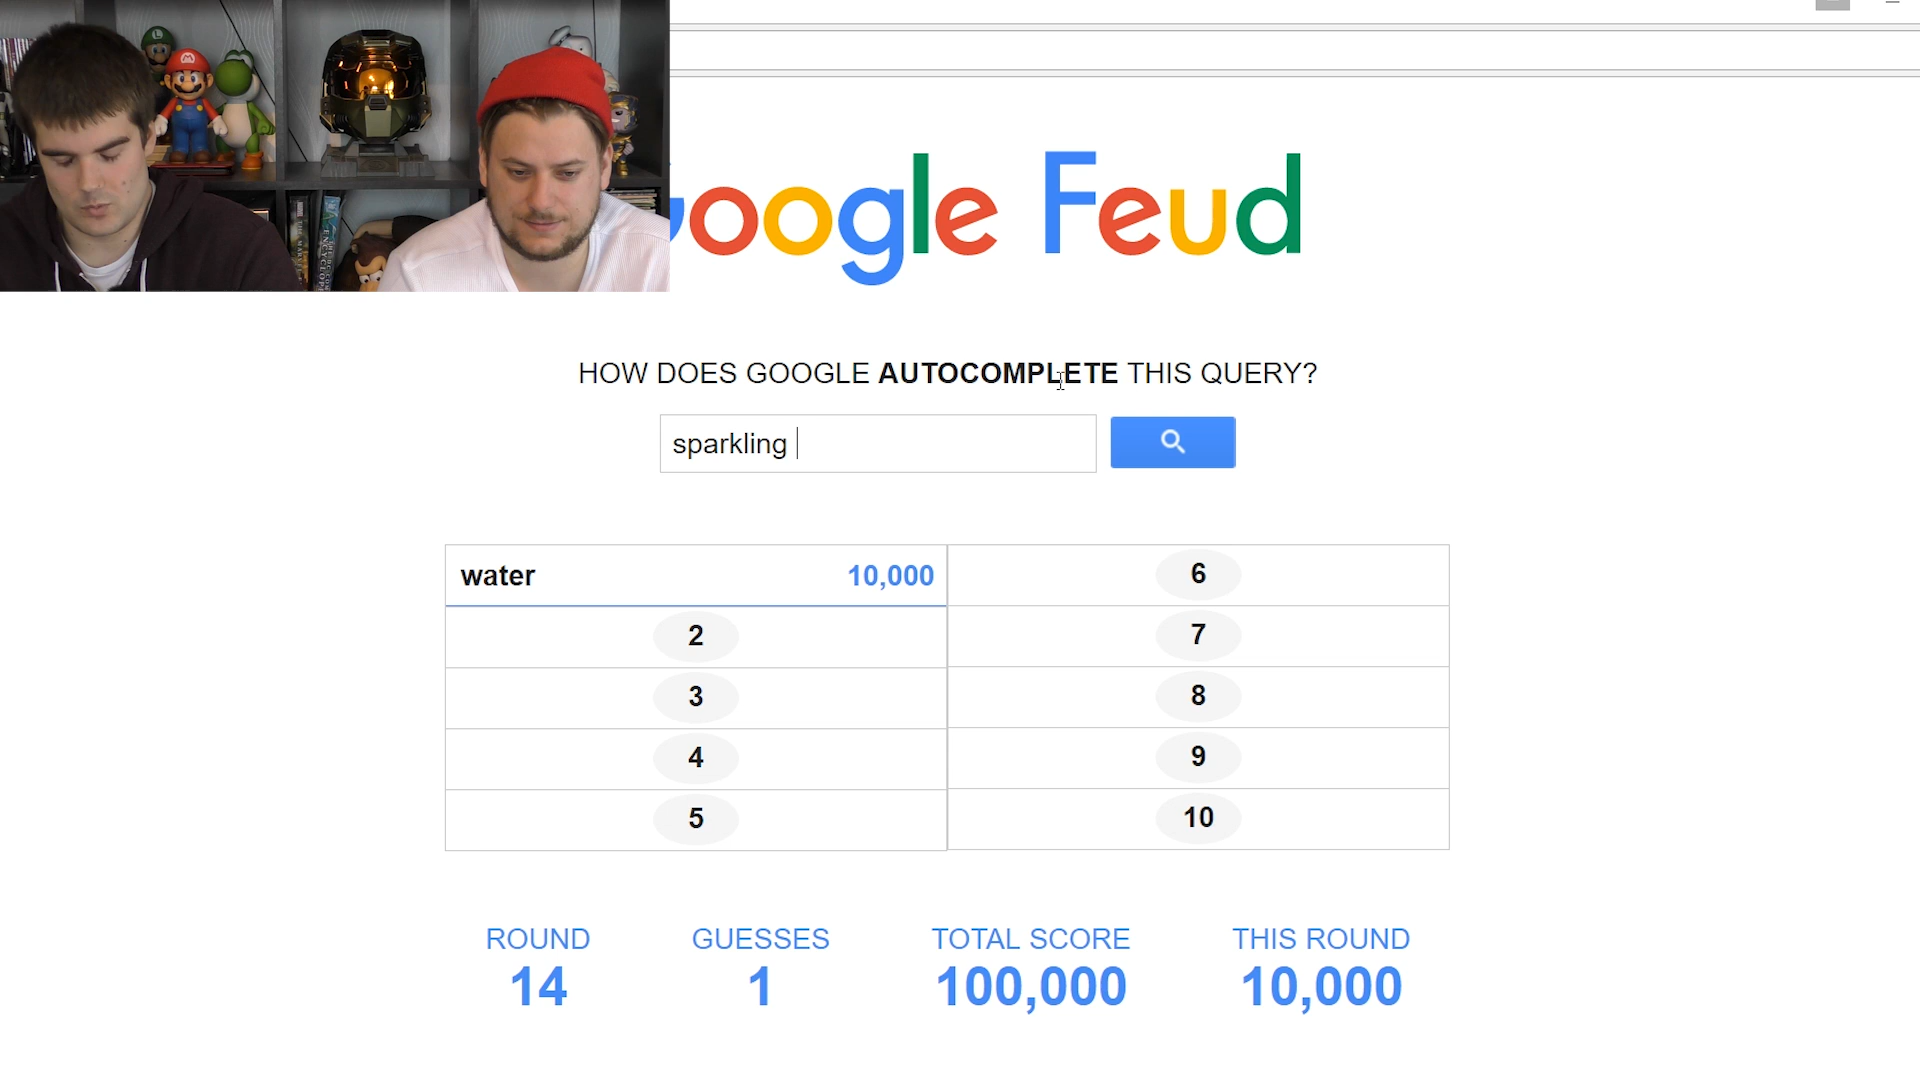 oogle Feud
HOW DOES GOOGLE AUTOCOMPLETE THIS QUERY?
sparkling
water 10,000
2
3
4
5
6
7
8
9
10
ROUND GUESSES TOTAL SCORE THIS ROUND
14 1 100,000 10,000